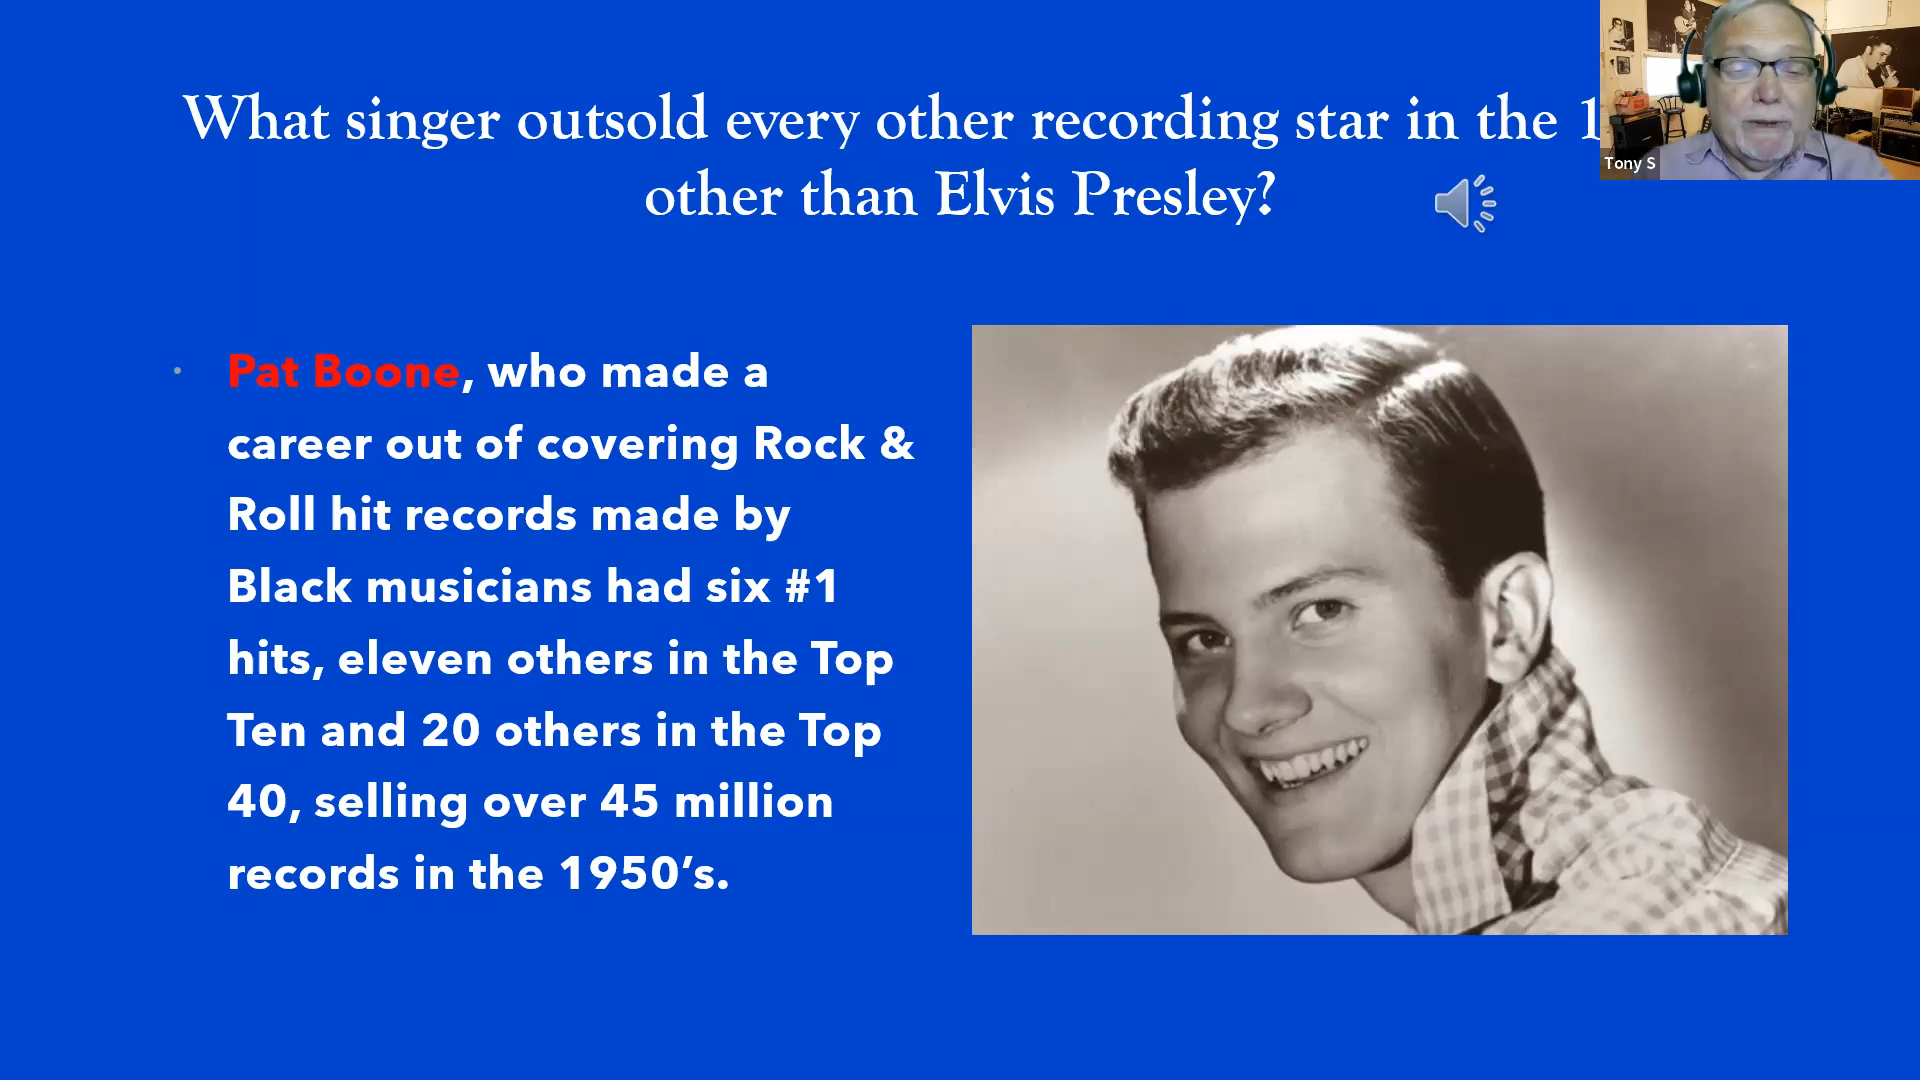 What singer outsold every other recording star in the 1
other than Elvis Presley?
Tony S
• Pat Boone, who made a
career out of covering Rock &
Roll hit records made by
Black musicians had six #1
hits, eleven others in the Top
Ten and 20 others in the Top
40, selling over 45 million
records in the 1950’s.